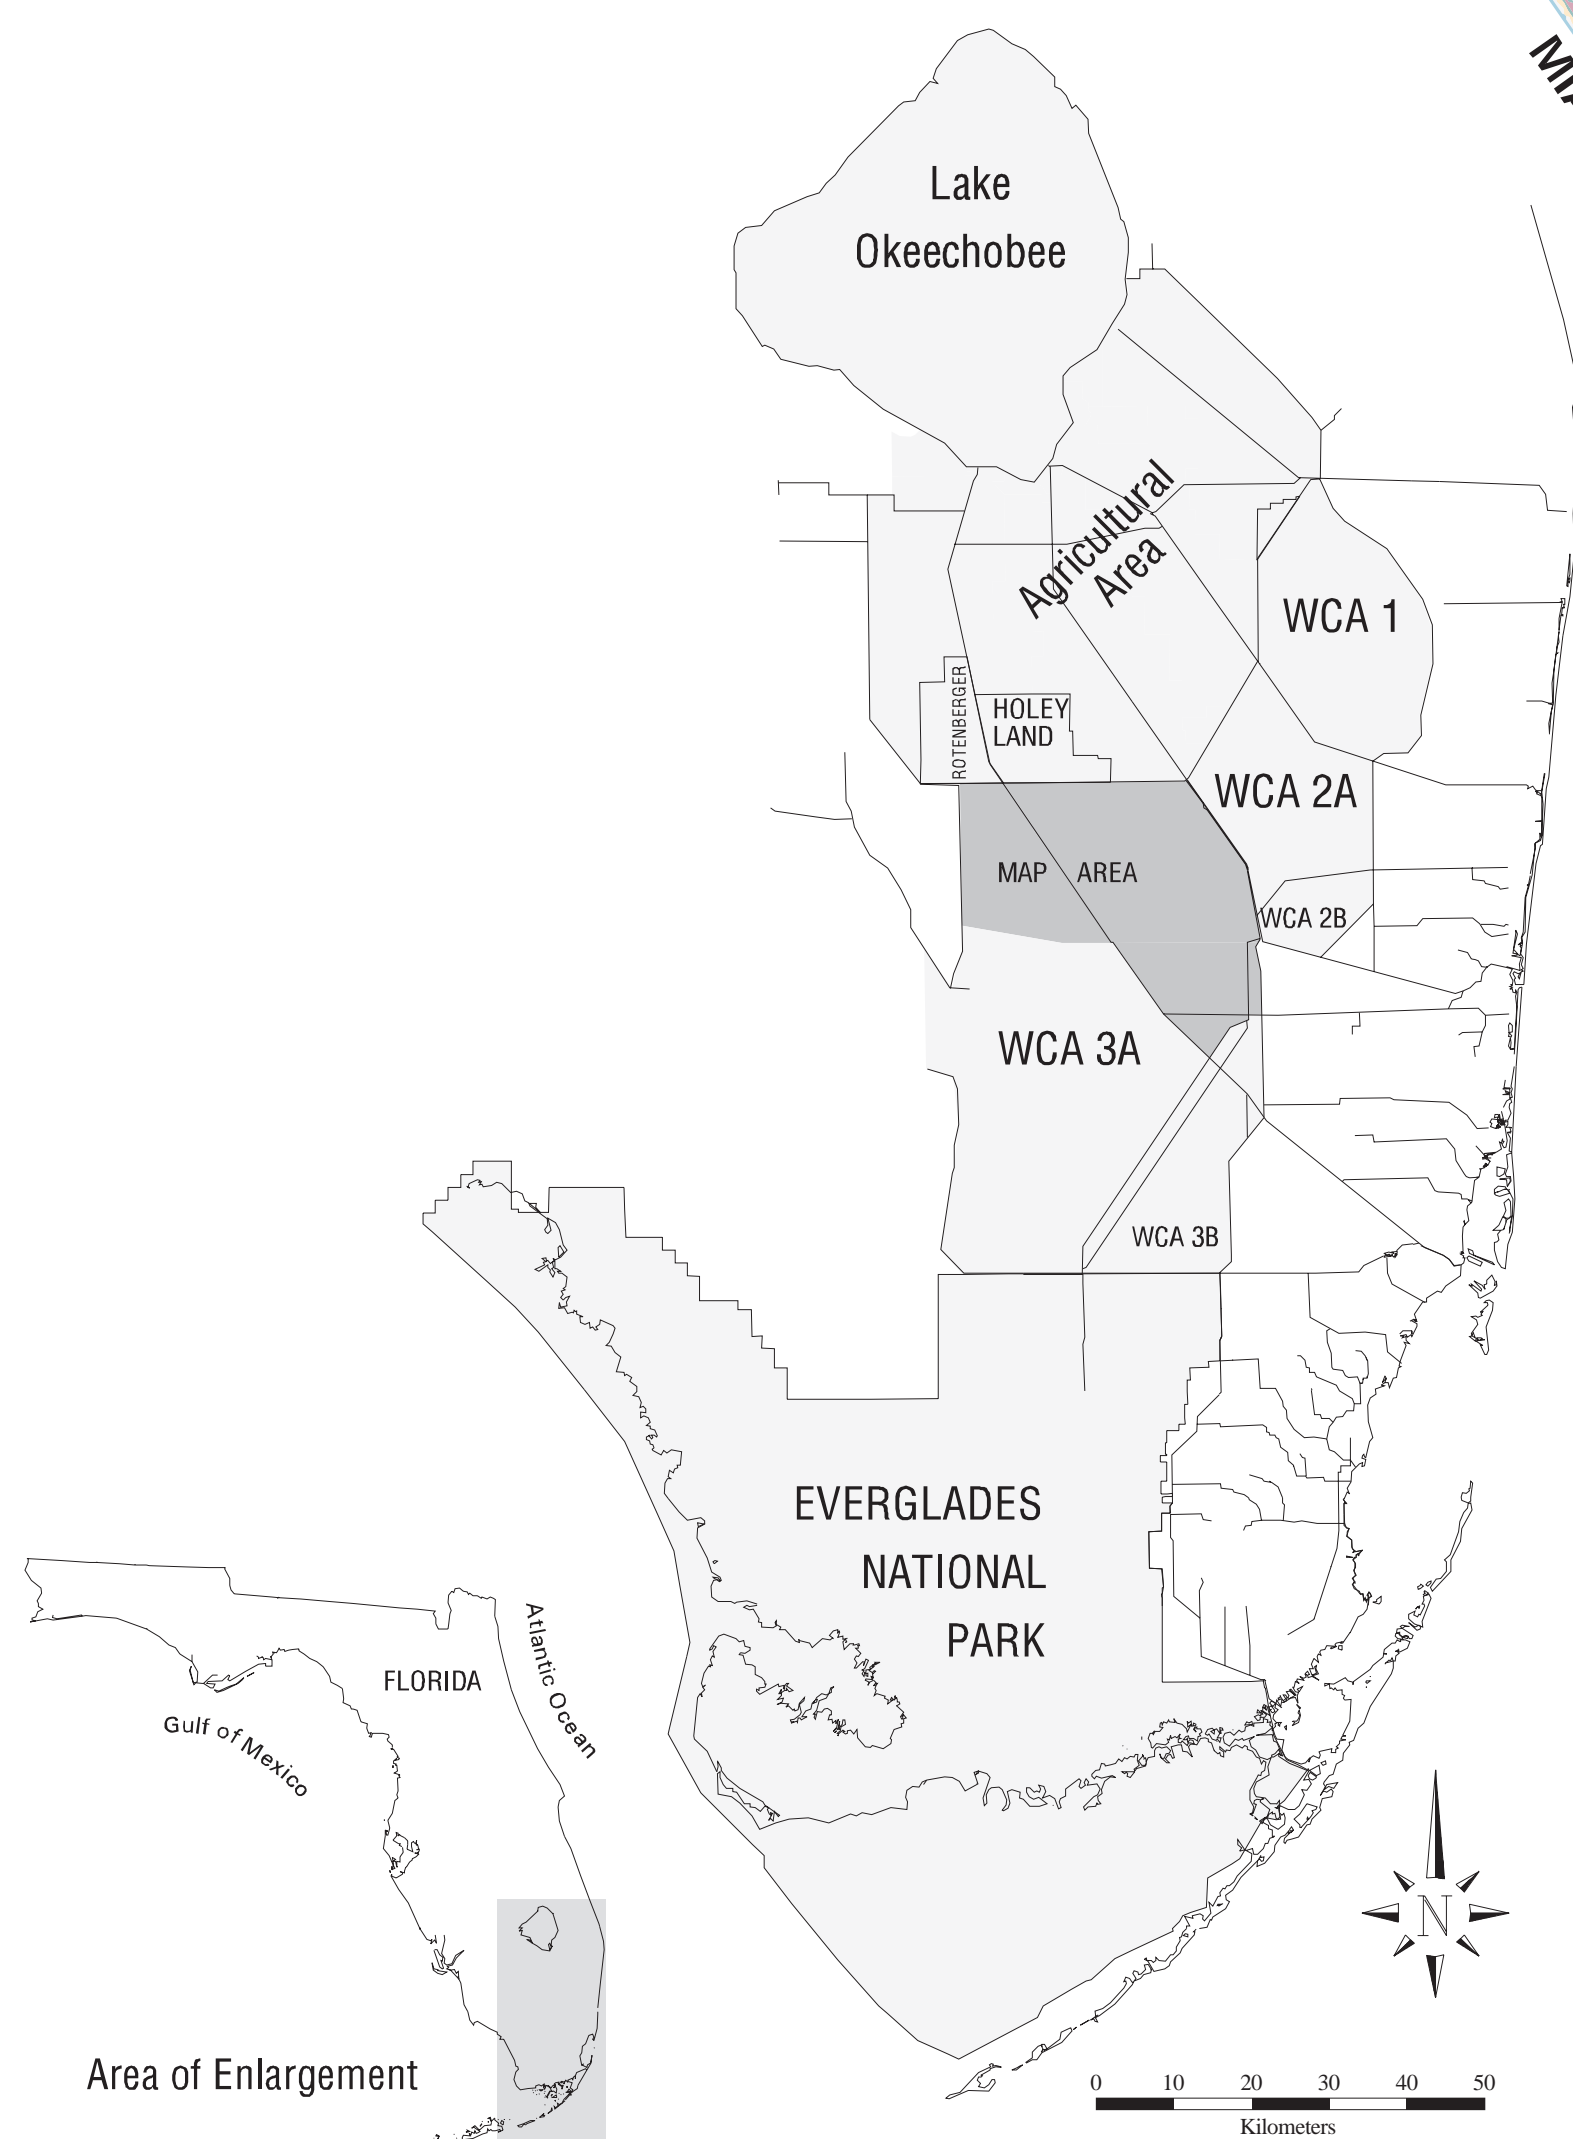 Lake
Okeechobee
Agricultural
Area
WCA 1
ROTENBERGER
HOLEY
LAND
WCA 2A
MAP AREA
WCA 2B
WCA 3A
WCA 3B
EVERGLADES
NATIONAL
PARK
FLORIDA
Atlantic Ocean
Gulf of Mexico
Area of Enlargement
N
0 10 20 30 40 50
Kilometers